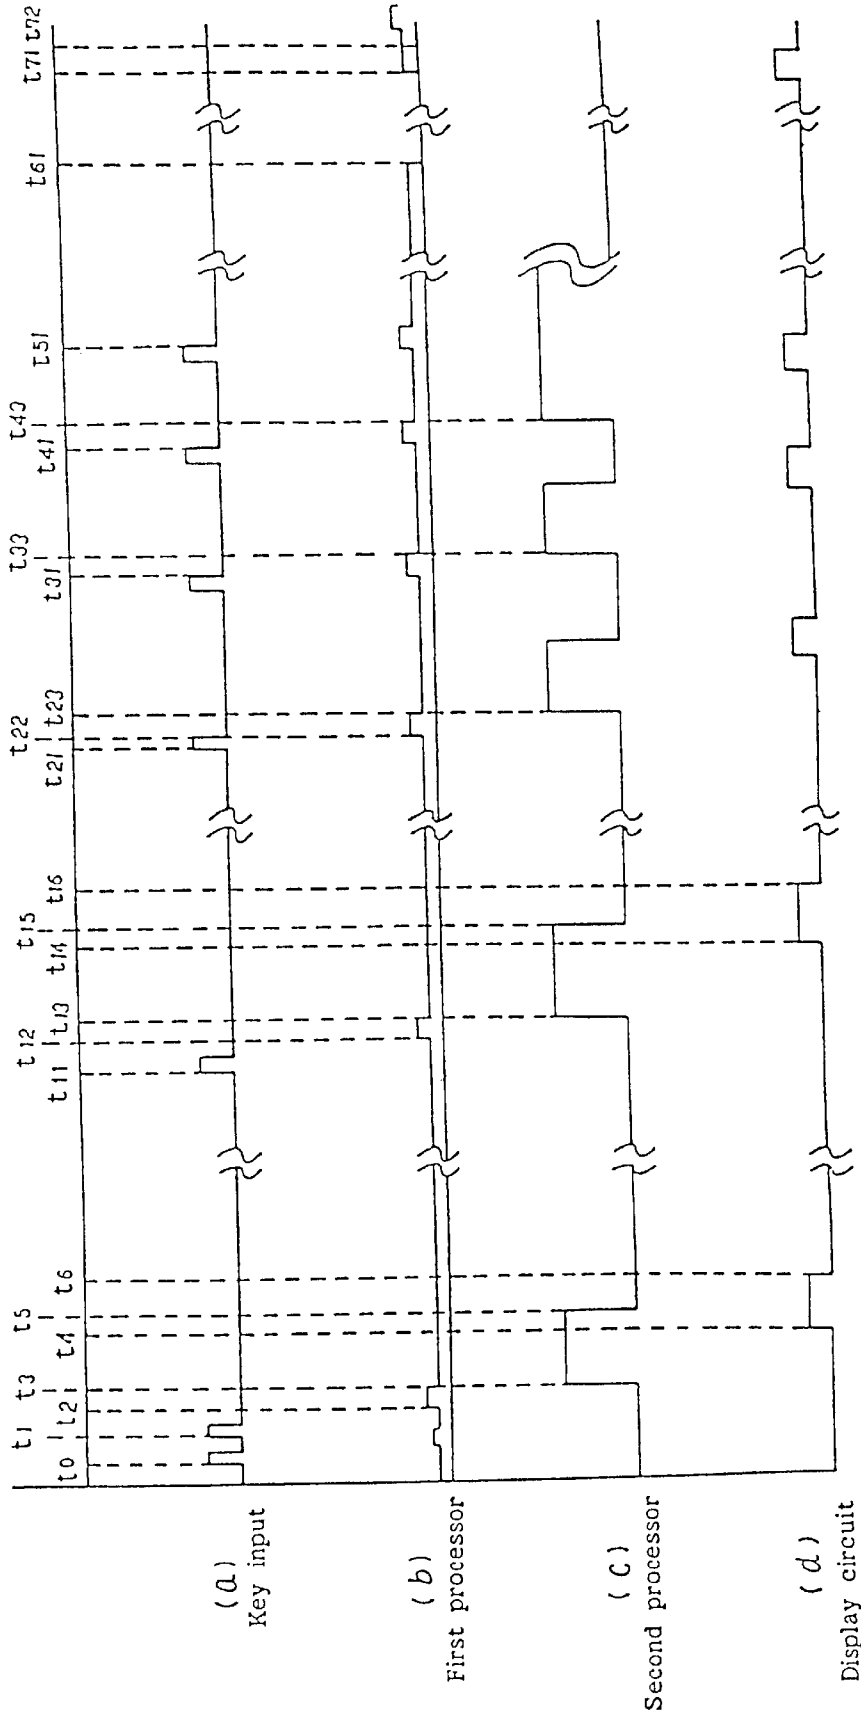 t0 t1 t2 t3 t4 t5 t6 t11 t12 t13 t14 t15 t16 t21 t22 t23 t31 t33 t41 t43 t51 t61 t71 t72
(a)
Key input
(b)
First processor
(c)
Second processor
(d)
Display circuit